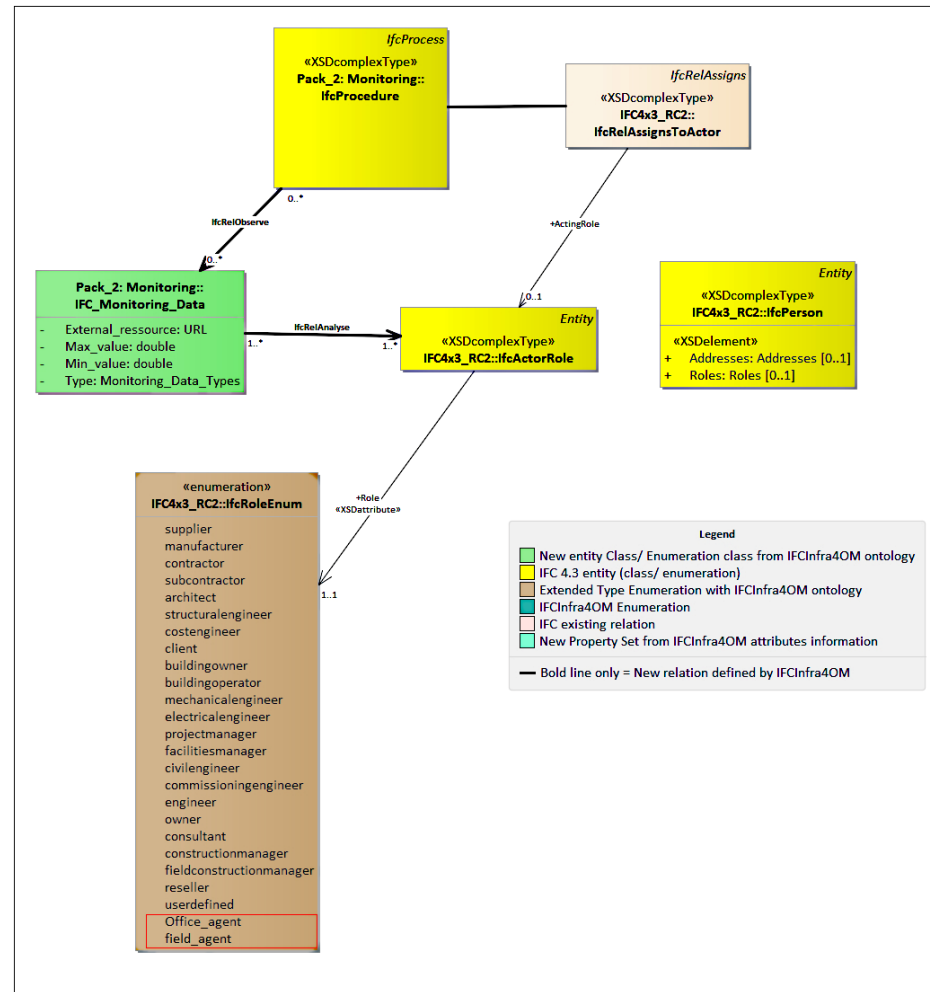 IfcProcess
«XSDcomplexType»
Pack_2: Monitoring::
IfcProcedure
IfcRelAssigns
«XSDcomplexType»
IFC4x3_RC2::
IfcRelAssignsToActor
0..*
IfcRelObserve
0..*
+ActingRole
0..1
Pack_2: Monitoring::
IFC_Monitoring_Data
- External_ressource: URL
- Max_value: double
- Min_value: double
- Type: Monitoring_Data_Types
IfcRelAnalyse
1..*
1..*
Entity
«XSDcomplexType»
IFC4x3_RC2::IfcActorRole
Entity
«XSDcomplexType»
IFC4x3_RC2::IfcPerson
«XSDelement»
+ Addresses: Addresses [0..1]
+ Roles: Roles [0..1]
+Role
«XSDattribute»
1..1
«enumeration»
IFC4x3_RC2::IfcRoleEnum
supplier
manufacturer
contractor
subcontractor
architect
structuralengineer
costengineer
client
buildingowner
buildingoperator
mechanicalengineer
electricalengineer
projectmanager
facilitiesmanager
civilengineer
commissioningengineer
engineer
owner
consultant
constructionmanager
fieldconstructionmanager
reseller
userdefined
Office_agent
field_agent
Legend
New entity Class/ Enumeration class from IFCInfra4OM ontology
IFC 4.3 entity (class/ enumeration)
Extended Type Enumeration with IFCInfra4OM ontology
IFCInfra4OM Enumeration
IFC existing relation
New Property Set from IFCInfra4OM attributes information
Bold line only = New relation defined by IFCInfra4OM